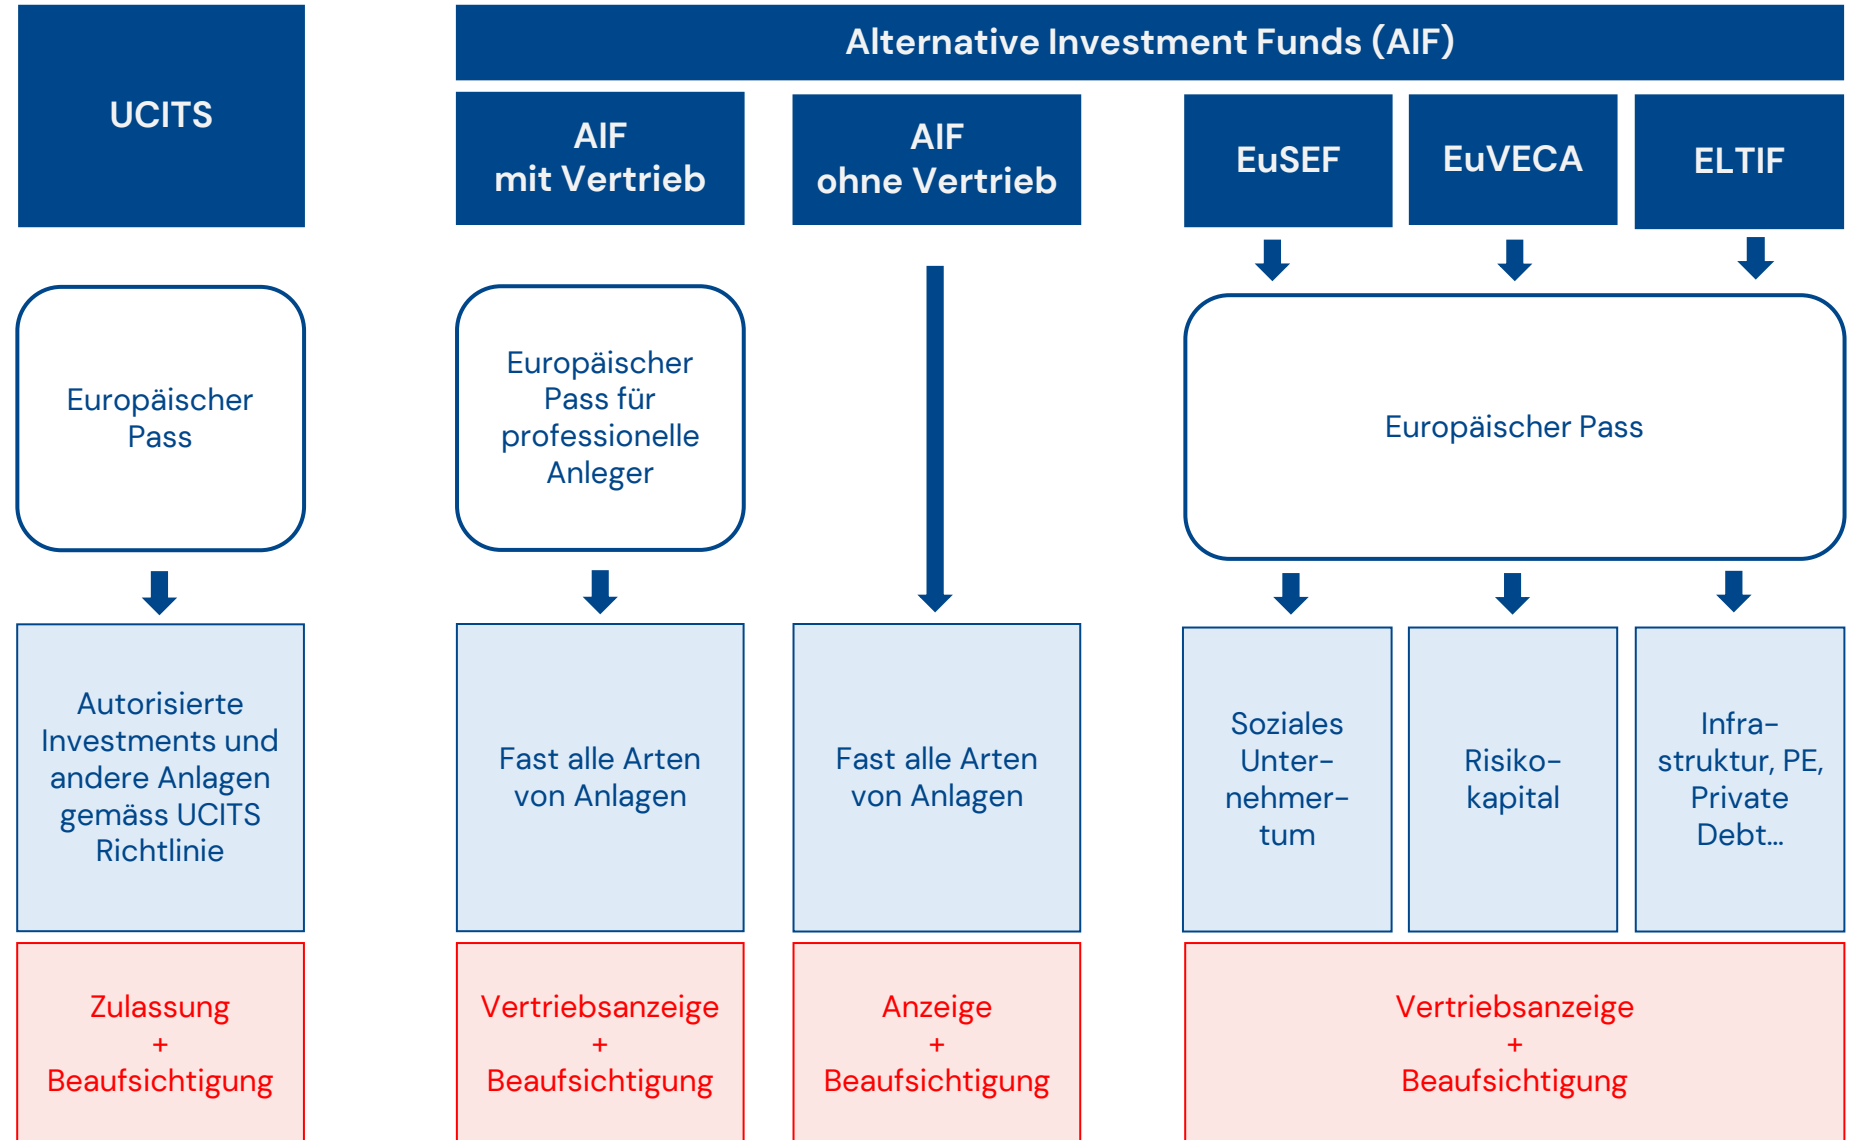 UCITS
Alternative Investment Funds (AIF)
AIF
mit Vertrieb
AIF
ohne Vertrieb
EuSEF
EuVECA
ELTIF
Europäischer
Pass
Europäischer
Pass für
professionelle
Anleger
Europäischer Pass
Autorisierte
Investments und
andere Anlagen
gemäss UCITS
Richtlinie
Fast alle Arten
von Anlagen
Fast alle Arten
von Anlagen
Soziales
Unter-
nehmer-
tum
Risiko-
kapital
Infra-
struktur, PE,
Private
Debt...
Zulassung
+
Beaufsichtigung
Vertriebsanzeige
+
Beaufsichtigung
Anzeige
+
Beaufsichtigung
Vertriebsanzeige
+
Beaufsichtigung